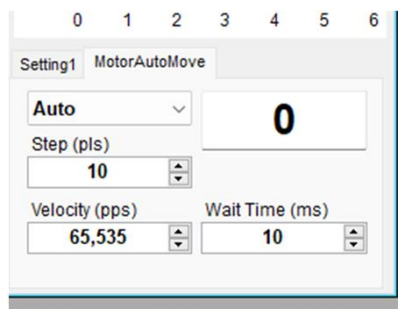 0 1 2 3 4 5 6
Setting1 MotorAutoMove
Auto 0
Step (pls)
10
Velocity (pps) Wait Time (ms)
65,535 10